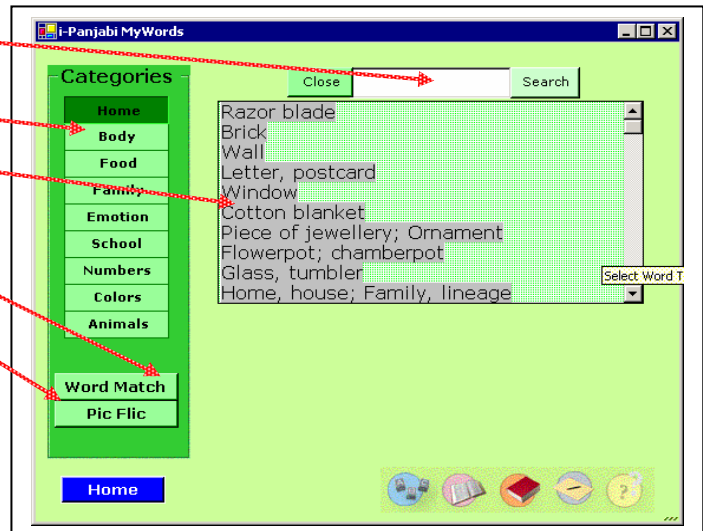 i-Panjabi MyWords
Categories
Close
Search
Home
Body
Food
Family
Emotion
School
Numbers
Colors
Animals
Razor blade
Brick
Wall
Letter, postcard
Window
Cotton blanket
Piece of jewellery; Ornament
Flowerpot; chamberpot
Glass, tumbler
Home, house; Family, lineage
Select Word T
Word Match
Pic Flic
Home
?